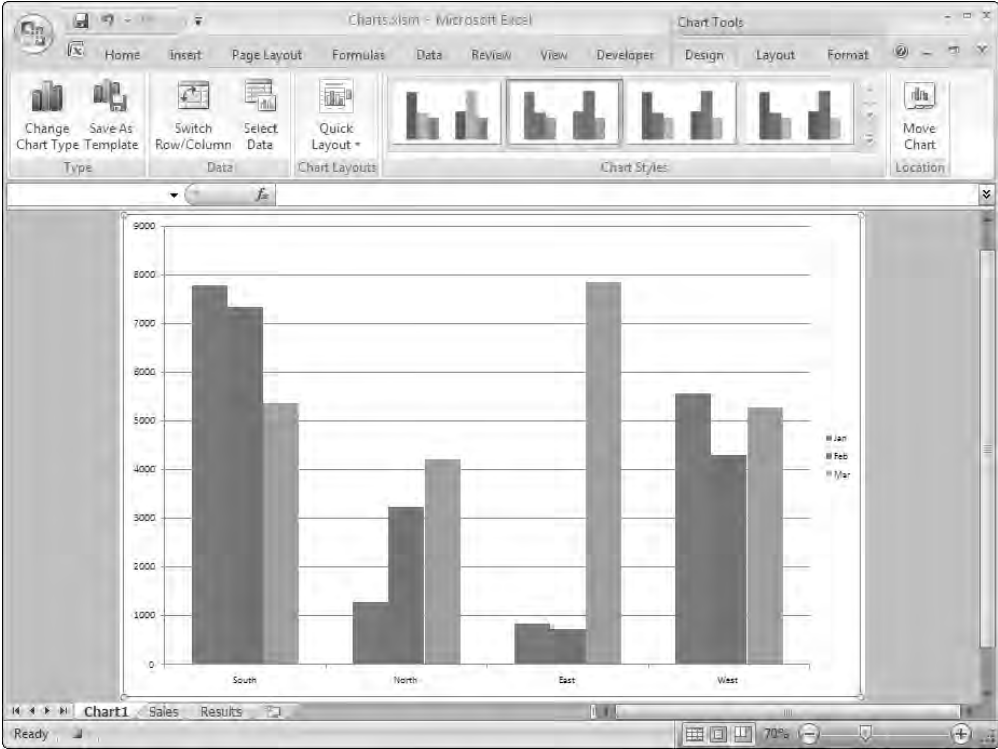 Charts.xlsm - Microsoft Excel
Chart Tools
Home Insert Page Layout Formulas Data Review View Developer Design Layout Format
Change Chart Type
Save As Template
Switch Row/Column
Select Data
Quick Layout
Move Chart
Type Data Chart Layouts Chart Styles Location
fx
9000
8000
7000
6000
5000
4000
3000
2000
1000
0
South North East West
Jan
Feb
Mar
Chart1 Sales Results
Ready 70%